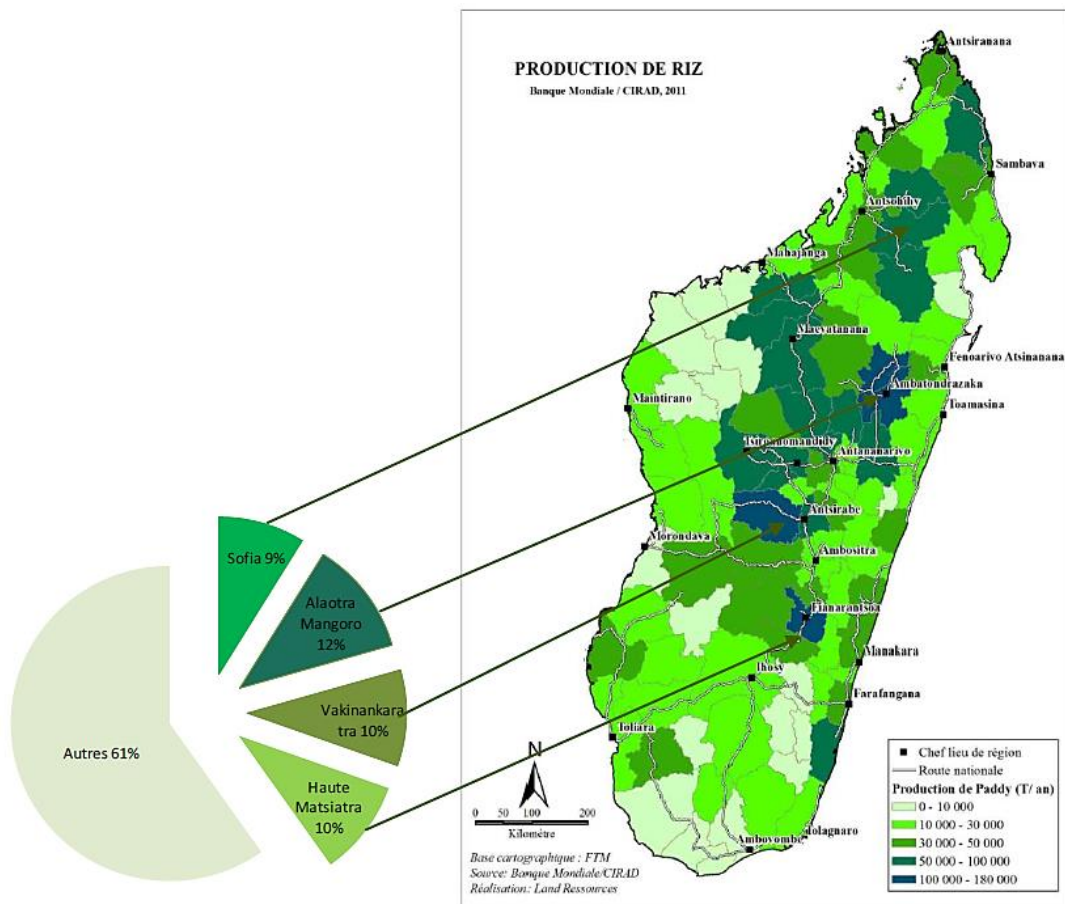 PRODUCTION DE RIZ
Banque Mondiale / CIRAD, 2011
Antsiranana
Sambava
Antsohihy
Mahajanga
Maevatanana
Fenoarivo Atsinanana
Ambatondrazaka
Maintirano
Toamasina
Tsiroanomandidy
Antananarivo
Antsirabe
Morondava
Ambositra
Fianarantsoa
Manakara
Ihosy
Farafangana
Toliara
Ambovombe
Tolagnaro
Sofia 9%
Alaotra
Mangoro
12%
Vakinankara
tra 10%
Haute
Matsiatra
10%
Autres 61%
N
0 50 100 200
Kilométre
Base cartographique : FTM
Source: Banque Mondiale/CIRAD
Réalisation: Land Ressources
Chef lieu de région
Route nationale
Production de Paddy (T/ an)
0 - 10 000
10 000 - 30 000
30 000 - 50 000
50 000 - 100 000
100 000 - 180 000